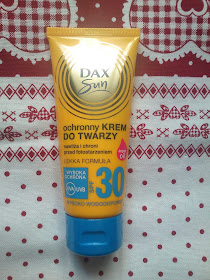 DAX
Sun
ochronny KREM
DO TWARZY
nawilża i chroni
przed fotostarzeniem
LEKKA FORMUŁA
WYSOKA
OCHRONA
UVA UVB
SPF 30
WYSOKO WODOODPORNY